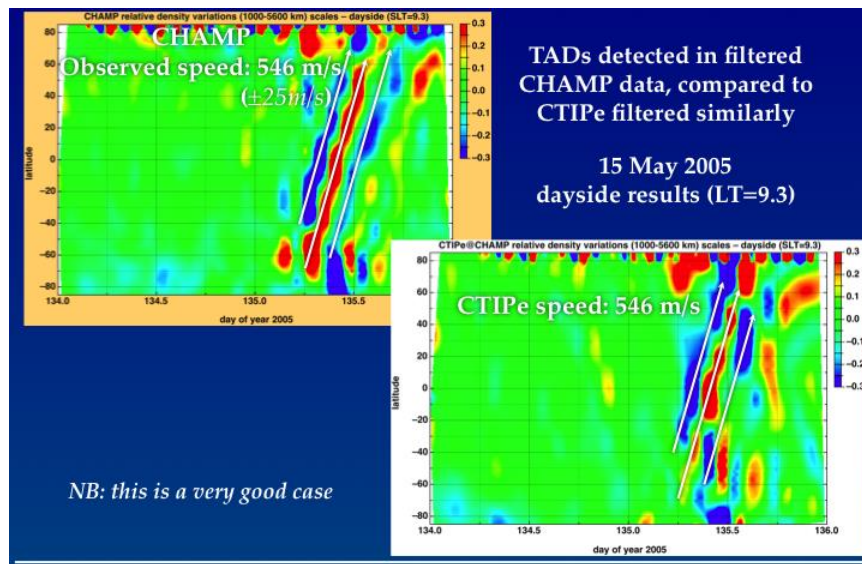 CHAMP relative density variations (1000-5600 km) scales – dayside (SLT=9.3)
CHAMP
Observed speed: 546 m/s
(±25m/s)
80
60
40
20
0
−20
−40
−60
−80
latitude
134.0
134.5
135.0
135.5
day of year 2005
0.3
0.2
0.1
0.0
−0.1
−0.2
−0.3
TADs detected in filtered
CHAMP data, compared to
CTIPe filtered similarly
15 May 2005
dayside results (LT=9.3)
CTIPe@CHAMP relative density variations (1000-5600 km) scales – dayside (SLT=9.3)
CTIPe speed: 546 m/s
80
60
40
20
0
−20
−40
−60
−80
latitude
134.0
134.5
135.0
135.5
136.0
day of year 2005
0.3
0.2
0.1
0.0
−0.1
−0.2
−0.3
NB: this is a very good case